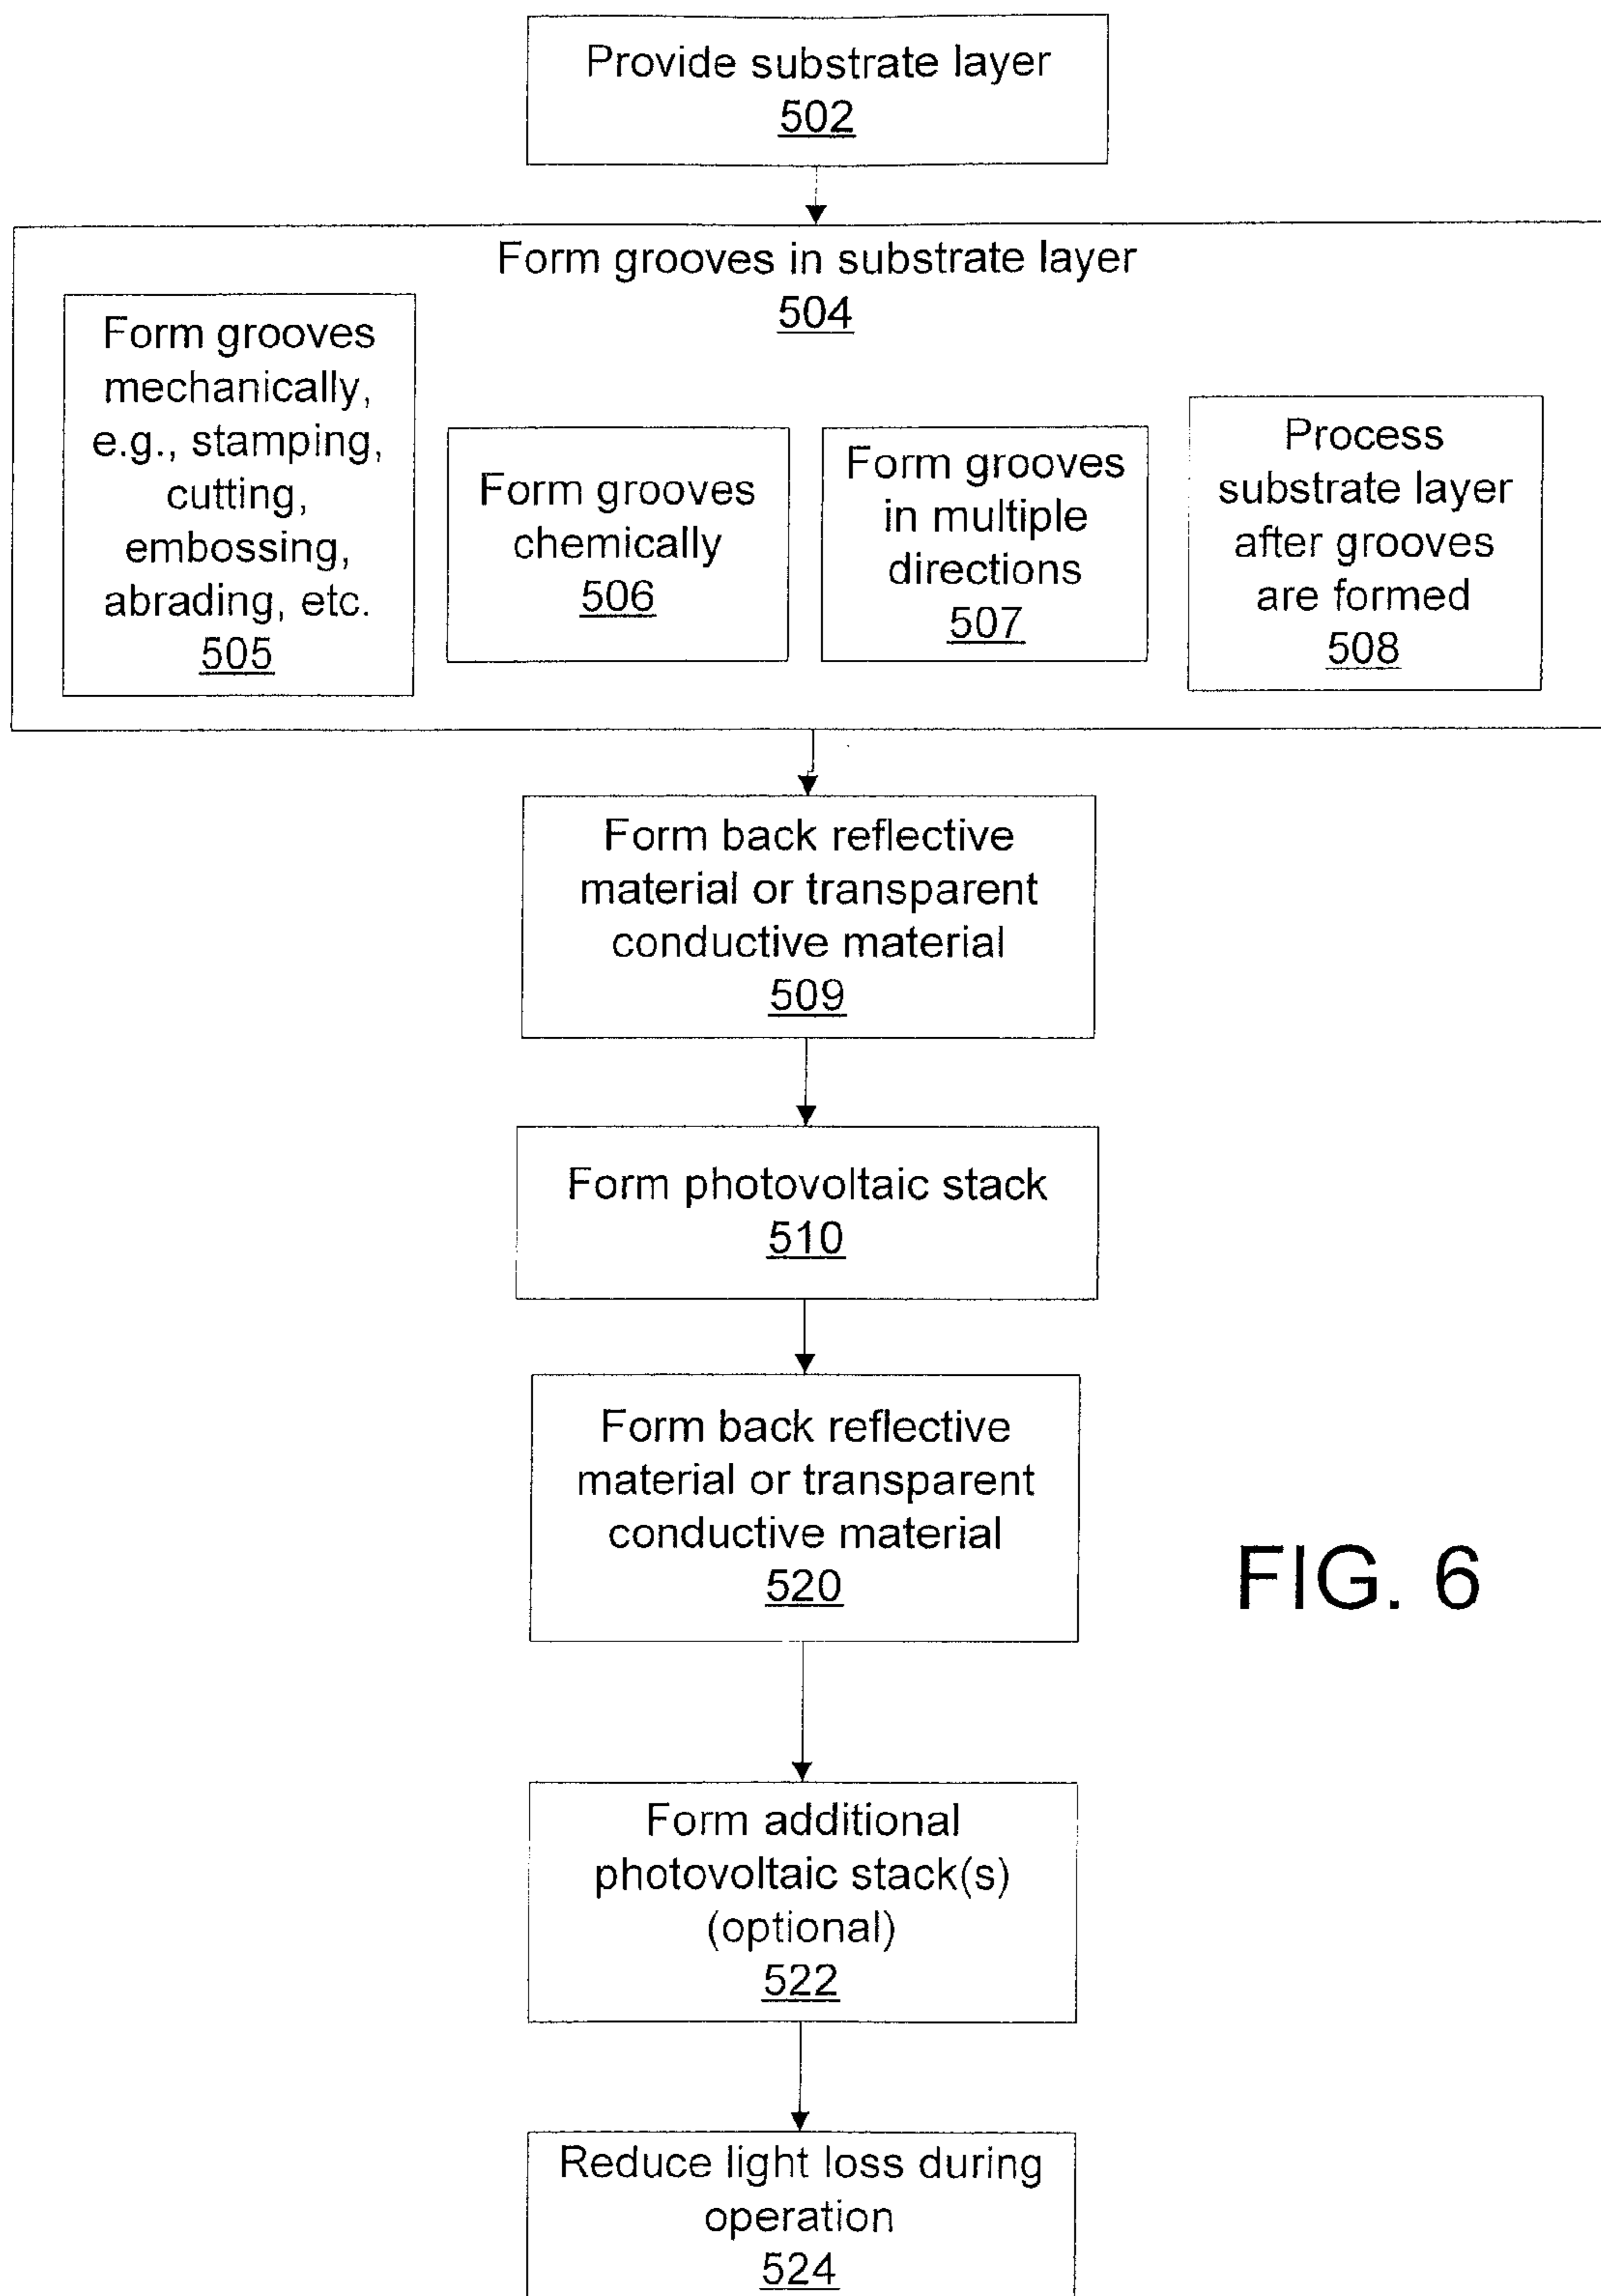 Provide substrate layer
502
Form grooves in substrate layer
504
Form grooves
mechanically,
e.g., stamping,
cutting,
embossing,
abrading, etc.
505
Form grooves
chemically
506
Form grooves
in multiple
directions
507
Process
substrate layer
after grooves
are formed
508
Form back reflective
material or transparent
conductive material
509
Form photovoltaic stack
510
Form back reflective
material or transparent
conductive material
520
FIG. 6
Form additional
photovoltaic stack(s)
(optional)
522
Reduce light loss during
operation
524